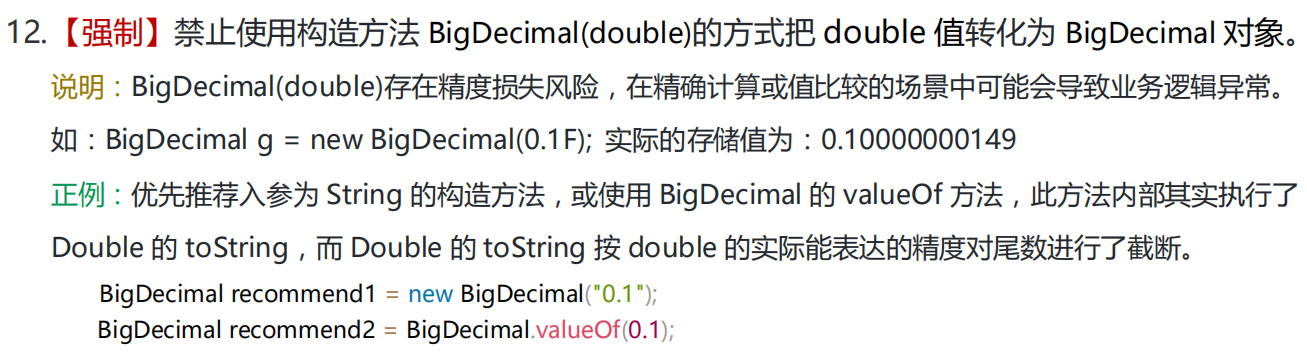 12.【强制】禁止使用构造方法 BigDecimal(double)的方式把 double 值转化为 BigDecimal 对象。
说明：BigDecimal(double)存在精度损失风险，在精确计算或值比较的场景中可能会导致业务逻辑异常。
如：BigDecimal g = new BigDecimal(0.1F); 实际的存储值为：0.10000000149
正例：优先推荐入参为 String 的构造方法，或使用 BigDecimal 的 valueOf 方法，此方法内部其实执行了
Double 的 toString，而 Double 的 toString 按 double 的实际能表达的精度对尾数进行了截断。
BigDecimal recommend1 = new BigDecimal("0.1");
BigDecimal recommend2 = BigDecimal.valueOf(0.1);